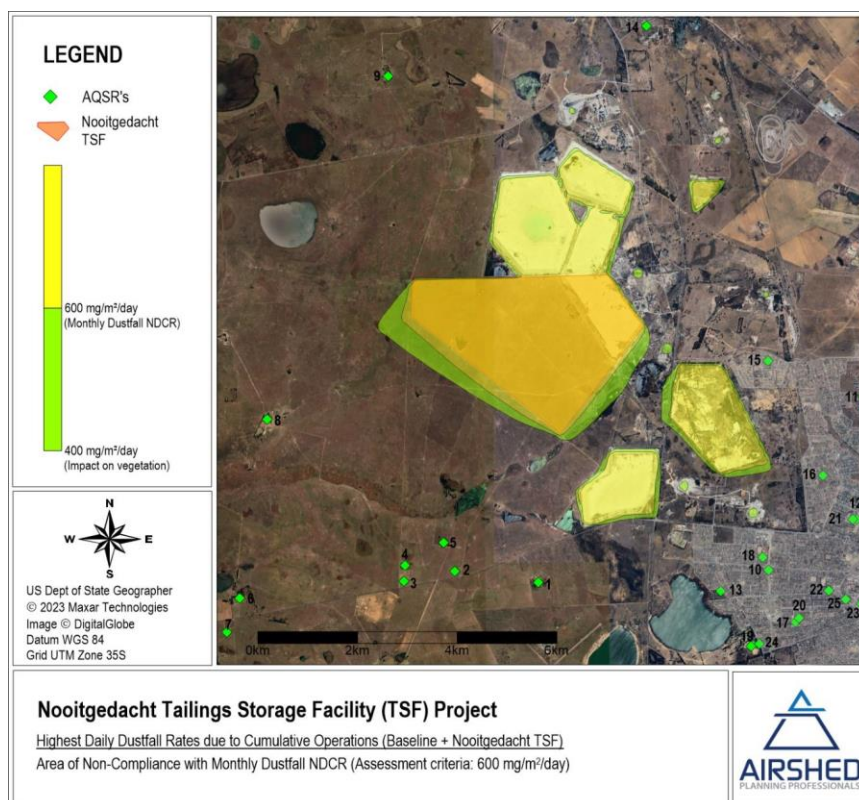 LEGEND
AQSR's
Nooitgedacht
TSF
600 mg/m²/day
(Monthly Dustfall NDCR)
400 mg/m²/day
(Impact on vegetation)
N
W
E
S
US Dept of State Geographer
© 2023 Maxar Technologies
Image © DigitalGlobe
Datum WGS 84
Grid UTM Zone 35S
14
9
15
11
8
16
12
21
5
18
4
2
10
3
1
13
22
6
25
23
20
17
7
19
24
0km
2km
4km
6km
Nooitgedacht Tailings Storage Facility (TSF) Project
Highest Daily Dustfall Rates due to Cumulative Operations (Baseline + Nooitgedacht TSF)
Area of Non-Compliance with Monthly Dustfall NDCR (Assessment criteria: 600 mg/m²/day)
AIRSHED
PLANNING PROFESSIONALS